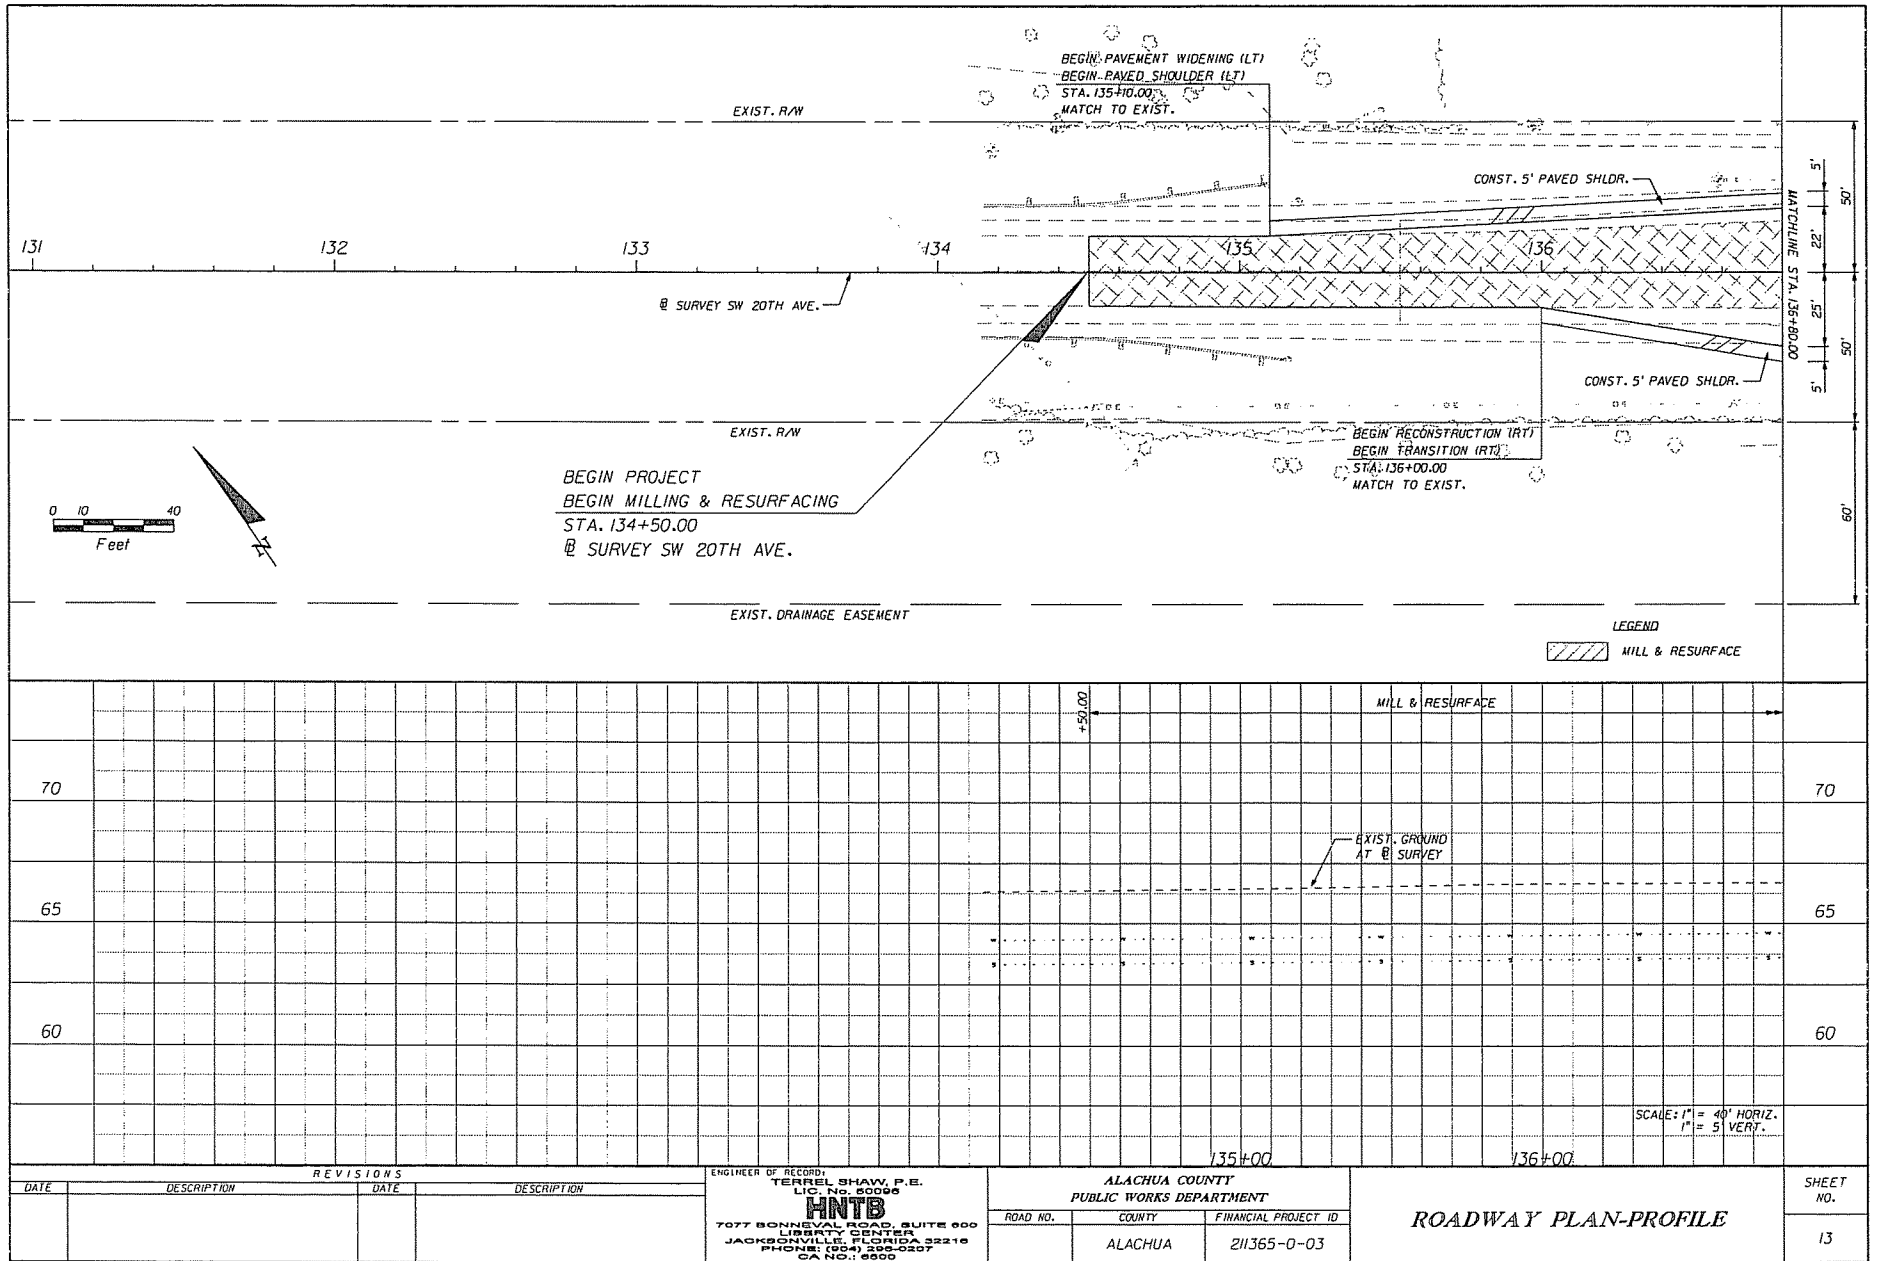 BEGIN PAVEMENT WIDENING (LT)
BEGIN PAVED SHOULDER (LT)
STA. 135+10.00
MATCH TO EXIST.
EXIST. R/W
CONST. 5' PAVED SHLDR.
5'
50'
22'
131
132
133
134
135
136
MATCHLINE STA. 136+80.00
℄ SURVEY SW 20TH AVE.
25'
50'
5'
CONST. 5' PAVED SHLDR.
EXIST. R/W
BEGIN RECONSTRUCTION (RT)
BEGIN TRANSITION (RT)
STA. 136+00.00
MATCH TO EXIST.
BEGIN PROJECT
BEGIN MILLING & RESURFACING
STA. 134+50.00
℄ SURVEY SW 20TH AVE.
0 10 40
Feet
N
60'
EXIST. DRAINAGE EASEMENT
LEGEND
MILL & RESURFACE
+50.00
MILL & RESURFACE
70
70
EXIST. GROUND
AT ℄ SURVEY
65
65
60
60
SCALE: 1" = 40' HORIZ.
1" = 5' VERT.
135+00
136+00
REVISIONS
DATE DESCRIPTION DATE DESCRIPTION
ENGINEER OF RECORD:
TERREL SHAW, P.E.
LIC. No. 50096
HNTB
7077 BONNEVAL ROAD, SUITE 600
LIBERTY CENTER
JACKSONVILLE, FLORIDA 32216
PHONE: (904) 296-0207
CA NO.: 6500
ALACHUA COUNTY
PUBLIC WORKS DEPARTMENT
ROAD NO. COUNTY FINANCIAL PROJECT ID
ALACHUA 211365-0-03
ROADWAY PLAN-PROFILE
SHEET
NO.
13